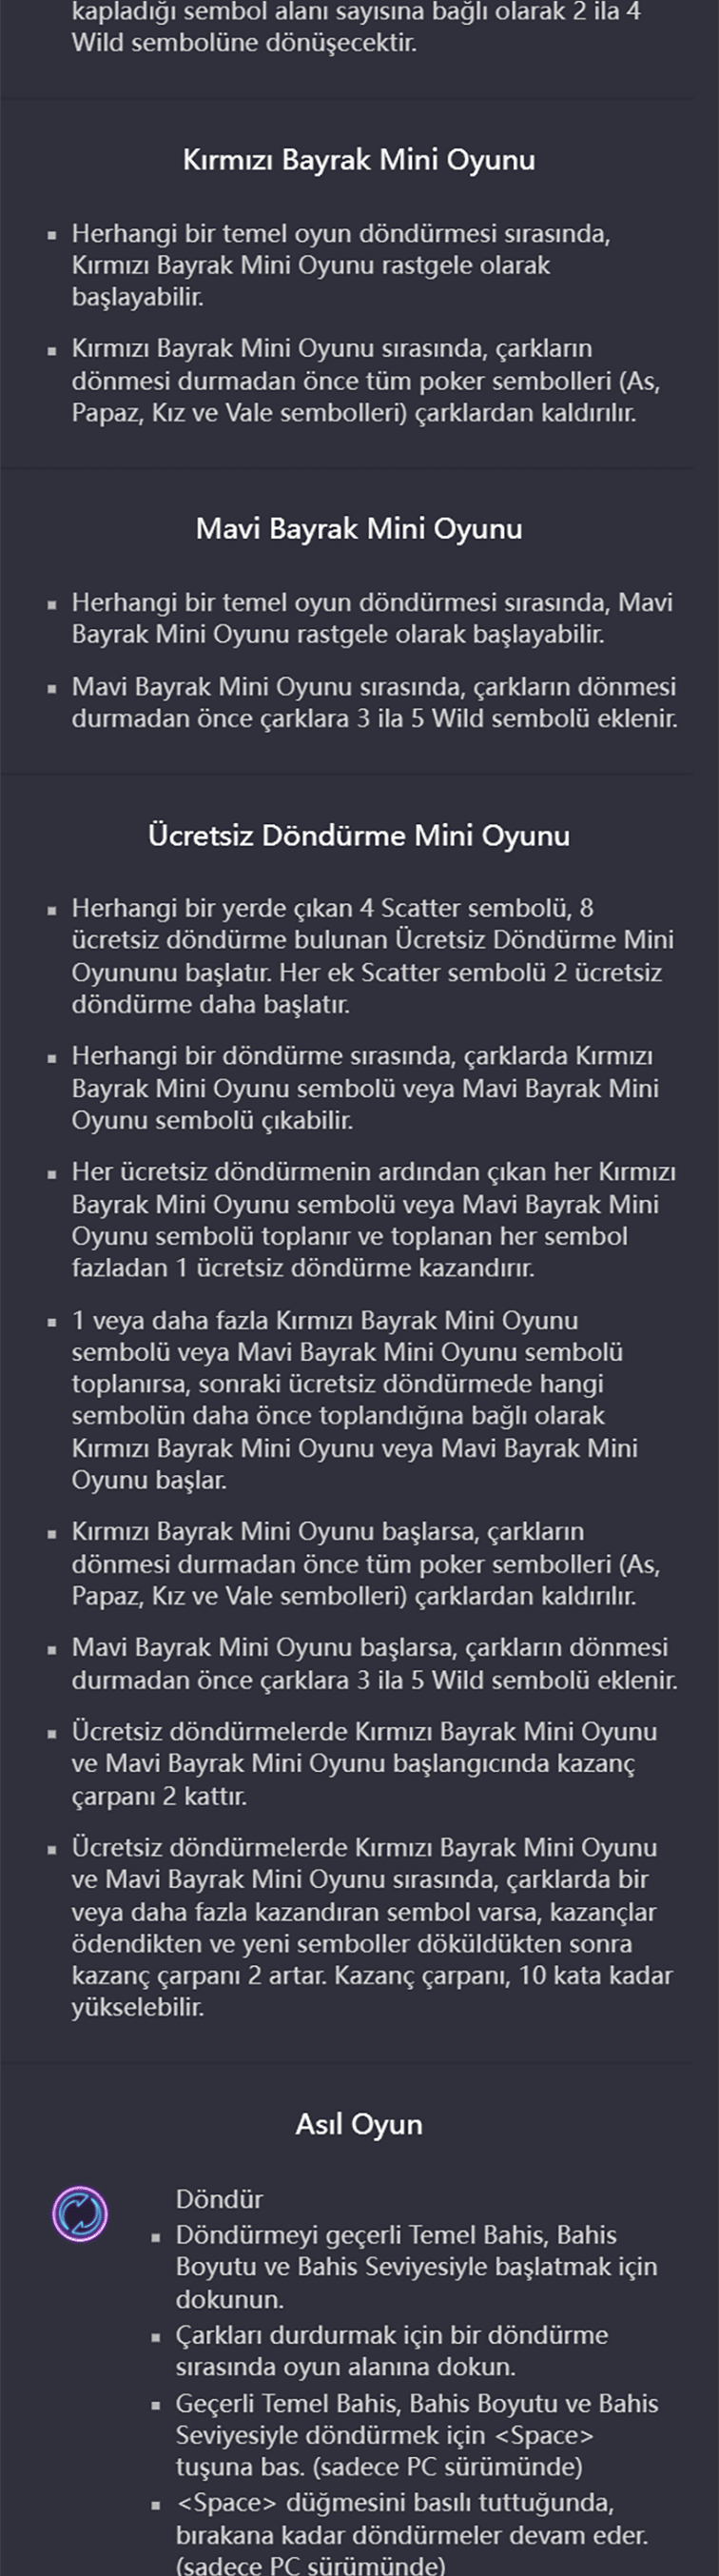 kapladığı sembol alanı sayısına bağlı olarak 2 ila 4
Wild sembolüne dönüşecektir.
Kırmızı Bayrak Mini Oyunu
▪ Herhangi bir temel oyun döndürmesi sırasında,
Kırmızı Bayrak Mini Oyunu rastgele olarak
başlayabilir.
▪ Kırmızı Bayrak Mini Oyunu sırasında, çarkların
dönmesi durmadan önce tüm poker sembolleri (As,
Papaz, Kız ve Vale sembolleri) çarklardan kaldırılır.
Mavi Bayrak Mini Oyunu
▪ Herhangi bir temel oyun döndürmesi sırasında, Mavi
Bayrak Mini Oyunu rastgele olarak başlayabilir.
▪ Mavi Bayrak Mini Oyunu sırasında, çarkların dönmesi
durmadan önce çarklara 3 ila 5 Wild sembolü eklenir.
Ücretsiz Döndürme Mini Oyunu
▪ Herhangi bir yerde çıkan 4 Scatter sembolü, 8
ücretsiz döndürme bulunan Ücretsiz Döndürme Mini
Oyununu başlatır. Her ek Scatter sembolü 2 ücretsiz
döndürme daha başlatır.
▪ Herhangi bir döndürme sırasında, çarklarda Kırmızı
Bayrak Mini Oyunu sembolü veya Mavi Bayrak Mini
Oyunu sembolü çıkabilir.
▪ Her ücretsiz döndürmenin ardından çıkan her Kırmızı
Bayrak Mini Oyunu sembolü veya Mavi Bayrak Mini
Oyunu sembolü toplanır ve toplanan her sembol
fazladan 1 ücretsiz döndürme kazandırır.
▪ 1 veya daha fazla Kırmızı Bayrak Mini Oyunu
sembolü veya Mavi Bayrak Mini Oyunu sembolü
toplanırsa, sonraki ücretsiz döndürmede hangi
sembolün daha önce toplandığına bağlı olarak
Kırmızı Bayrak Mini Oyunu veya Mavi Bayrak Mini
Oyunu başlar.
▪ Kırmızı Bayrak Mini Oyunu başlarsa, çarkların
dönmesi durmadan önce tüm poker sembolleri (As,
Papaz, Kız ve Vale sembolleri) çarklardan kaldırılır.
▪ Mavi Bayrak Mini Oyunu başlarsa, çarkların dönmesi
durmadan önce çarklara 3 ila 5 Wild sembolü eklenir.
▪ Ücretsiz döndürmelerde Kırmızı Bayrak Mini Oyunu
ve Mavi Bayrak Mini Oyunu başlangıcında kazanç
çarpanı 2 kattır.
▪ Ücretsiz döndürmelerde Kırmızı Bayrak Mini Oyunu
ve Mavi Bayrak Mini Oyunu sırasında, çarklarda bir
veya daha fazla kazandıran sembol varsa, kazançlar
ödendikten ve yeni semboller döküldükten sonra
kazanç çarpanı 2 artar. Kazanç çarpanı, 10 kata kadar
yükselebilir.
Asıl Oyun
Döndür
▪ Döndürmeyi geçerli Temel Bahis, Bahis
Boyutu ve Bahis Seviyesiyle başlatmak için
dokunun.
▪ Çarkları durdurmak için bir döndürme
sırasında oyun alanına dokun.
▪ Geçerli Temel Bahis, Bahis Boyutu ve Bahis
Seviyesiyle döndürmek için <Space>
tuşuna bas. (sadece PC sürümünde)
▪ <Space> düğmesini basılı tuttuğunda,
bırakana kadar döndürmeler devam eder.
(sadece PC sürümünde)